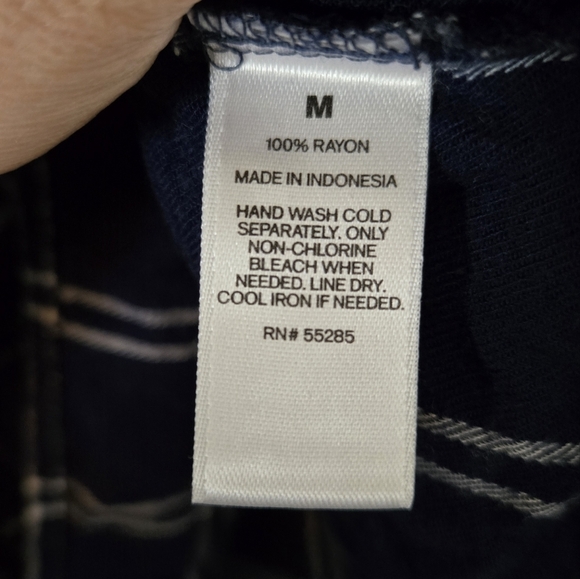 M
100% RAYON
MADE IN INDONESIA
HAND WASH COLD
SEPARATELY. ONLY
NON-CHLORINE
BLEACH WHEN
NEEDED. LINE DRY.
COOL IRON IF NEEDED.
RN# 55285